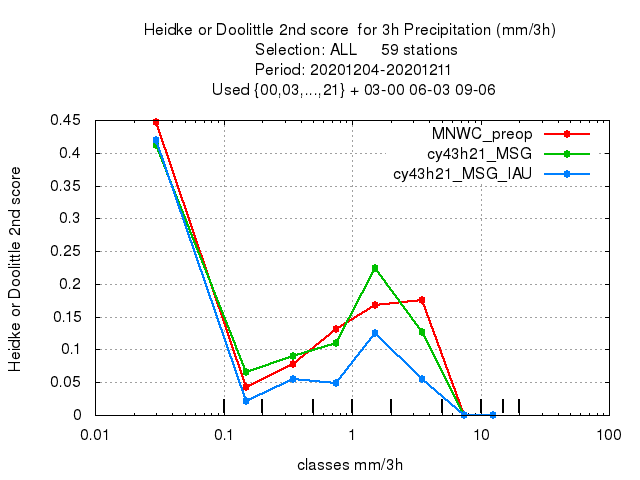 Heidke or Doolittle 2nd score  for 3h Precipitation (mm/3h)
Selection: ALL     59 stations
Period: 20201204-20201211
Used {00,03,...,21} + 03-00 06-03 09-06
MNWC_preop
cy43h21_MSG
cy43h21_MSG_IAU
Heidke or Doolittle 2nd score
0.45
0.4
0.35
0.3
0.25
0.2
0.15
0.1
0.05
0
0.01 0.1 1 10 100
classes mm/3h